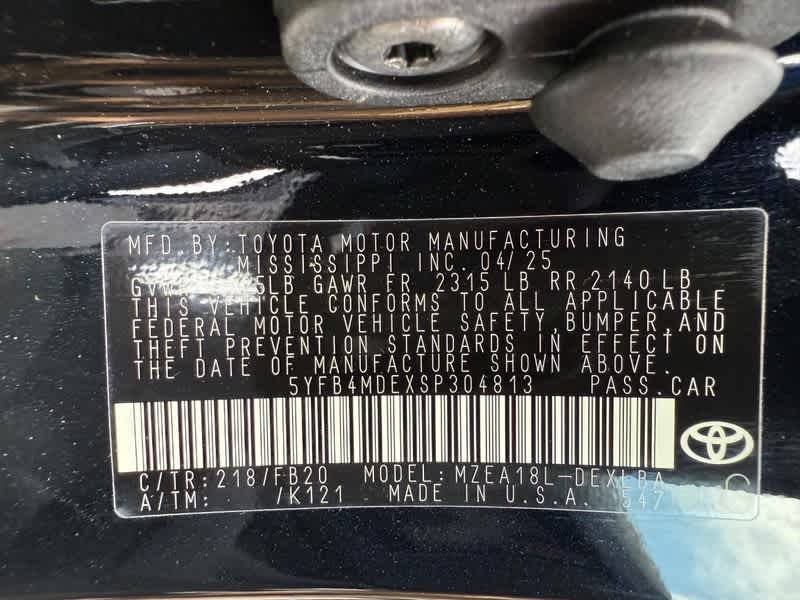 MFD BY: TOYOTA MOTOR MANUFACTURING
MISSISSIPPI INC. 04/25
LB GAWR FR 2315 LB RR 2140 LB
THIS VEHICLE CONFORMS TO ALL APPLICABLE
FEDERAL MOTOR VEHICLE SAFETY, BUMPER, AND
THEFT PREVENTION STANDARDS IN EFFECT ON
THE DATE OF MANUFACTURE SHOWN ABOVE.
5YFB4MDEXSP304813 PASS.CAR
C/TR: 218/FB20 MODEL: MZEA18L-DEXLBA
A/TM: /K121 MADE IN U.S.A. 547